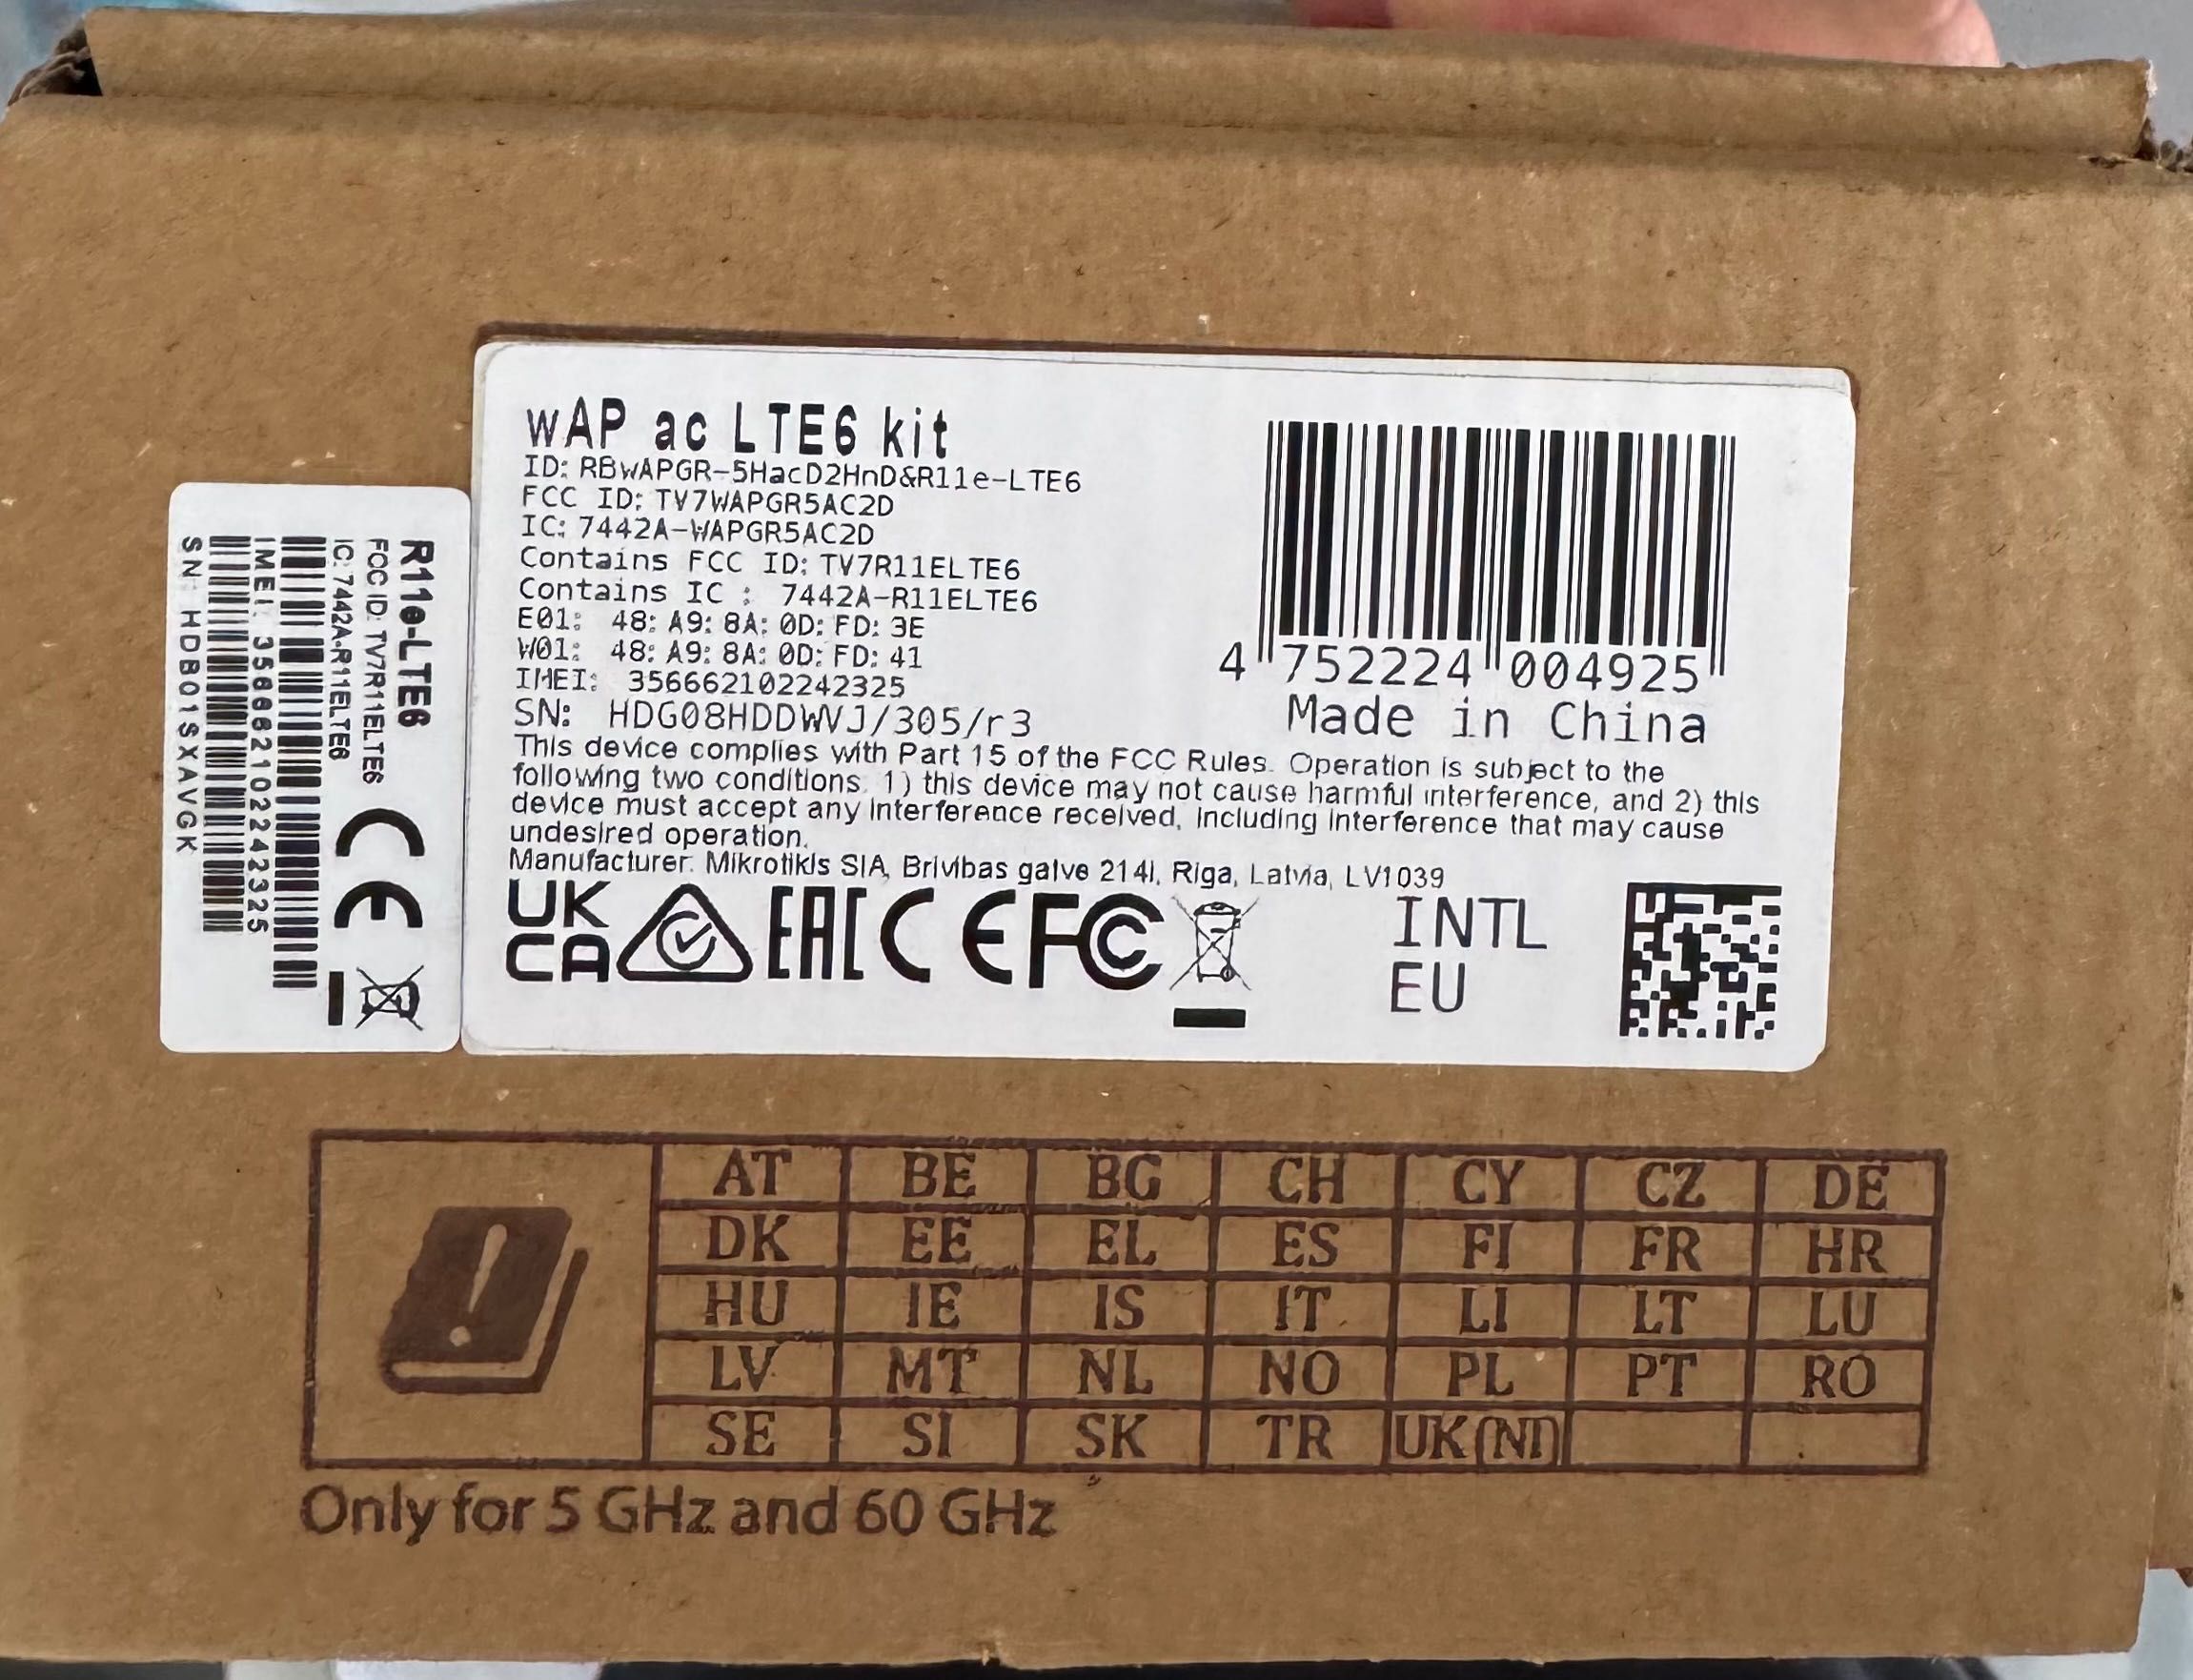 wAP ac LTE6 kit
ID: RBwAPGR-5HacD2HnD&R11e-LTE6
FCC ID: TV7WAPGR5AC2D
IC: 7442A-WAPGR5AC2D
Contains FCC ID: TV7R11ELTE6
Contains IC : 7442A-R11ELTE6
E01: 48:A9:8A:0D:FD:3E
W01: 48:A9:8A:0D:FD:41
IMEI: 356662102242325
SN: HDG08HDDWVJ/305/r3
4 752224 004925
Made in China
This device complies with Part 15 of the FCC Rules. Operation is subject to the
following two conditions: 1) this device may not cause harmful interference, and 2) this
device must accept any interference received, including interference that may cause
undesired operation.
Manufacturer: Mikrotikls SIA, Brivibas gatve 214i, Riga, Latvia, LV1039
UK
CA
EAC CE FC
INTL
EU
R11e-LTE6
FCC ID: TV7R11ELTE6
IC: 7442A-R11ELTE6
CE
IMEI: 356662102242325
SN: HDB01SXAVGK
AT BE BG CH CY CZ DE
DK EE EL ES FI FR HR
HU IE IS IT LI LT LU
LV MT NL NO PL PT RO
SE SI SK TR UK(NI)
Only for 5 GHz and 60 GHz